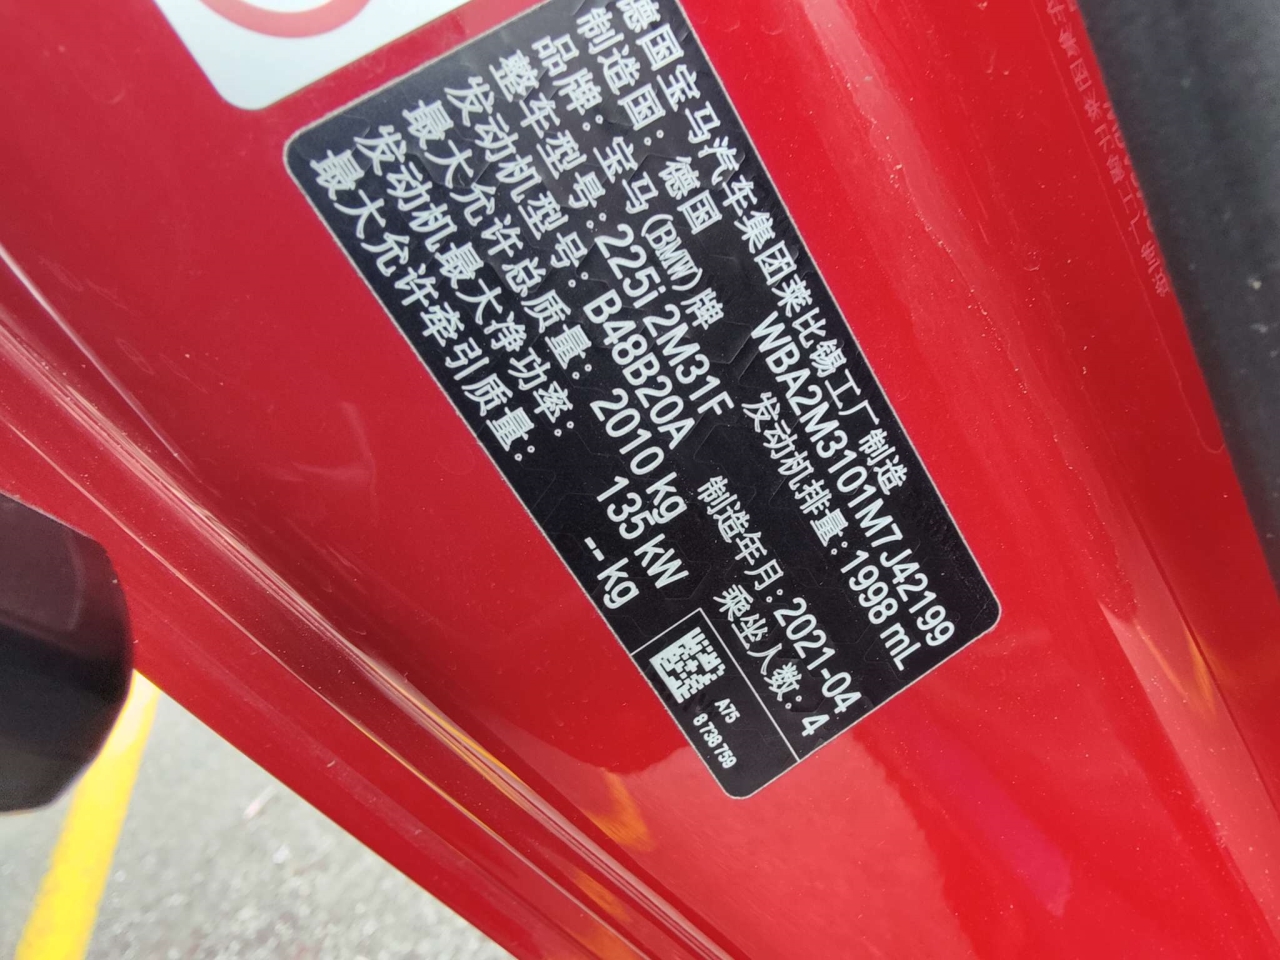 德国宝马汽车集团莱比锡工厂制造
制造国：德国 WBA2M3101M7J42199
品牌：宝马(BMW)牌 发动机排量：1998 mL
整车型号：225i 2M31F
发动机型号：B48B20A 制造年月：2021-04
最大允许总质量：2010 kg 乘坐人数：4
发动机最大净功率：135 kW
最大允许牵引质量：-- kg
A75
8 738 759